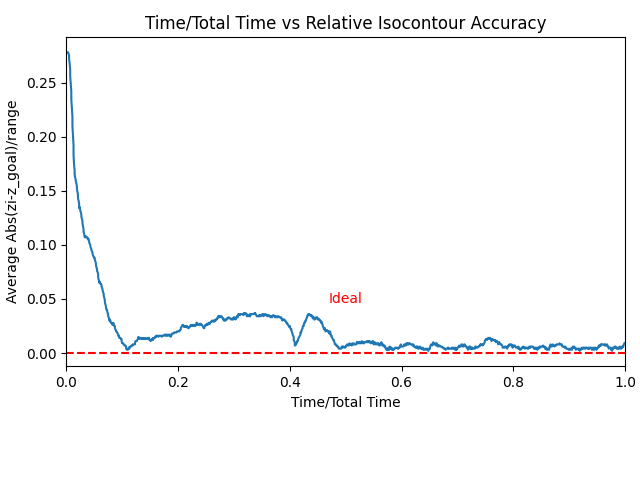 Time/Total Time vs Relative Isocontour Accuracy
Average Abs(zi-z_goal)/range
0.25
0.20
0.15
0.10
0.05
0.00
Ideal
0.0 0.2 0.4 0.6 0.8 1.0
Time/Total Time